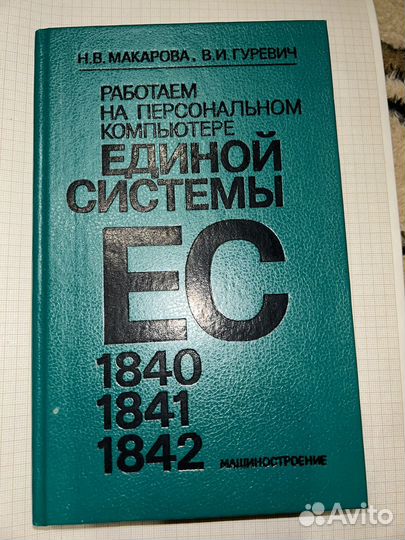 Н.В. МАКАРОВА, В.И. ГУРЕВИЧ
РАБОТАЕМ
НА ПЕРСОНАЛЬНОМ
КОМПЬЮТЕРЕ
ЕДИНОЙ
СИСТЕМЫ
ЕС
1840
1841
1842
МАШИНОСТРОЕНИЕ
Avito